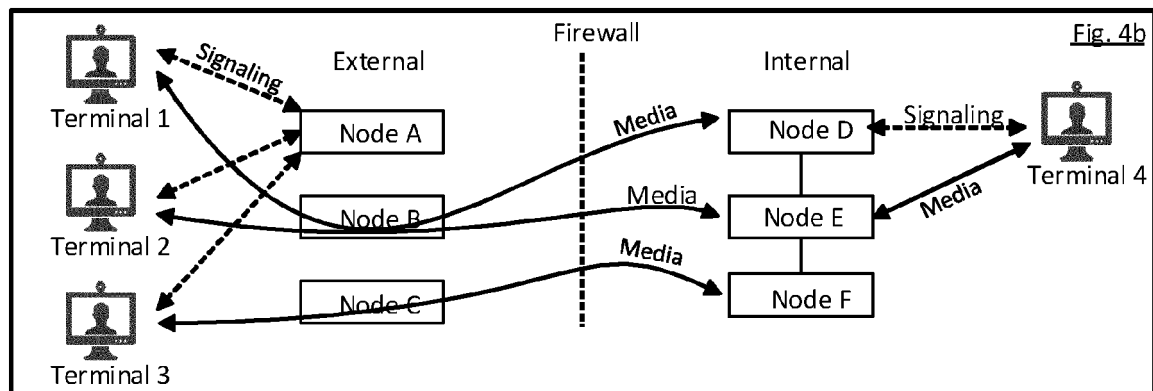 Fig. 4b
Firewall
External
Internal
Signaling
Terminal 1
Node A
Media
Node D
Signaling
Terminal 4
Terminal 2
Node B
Media
Node E
Media
Terminal 3
Node C
Media
Node F